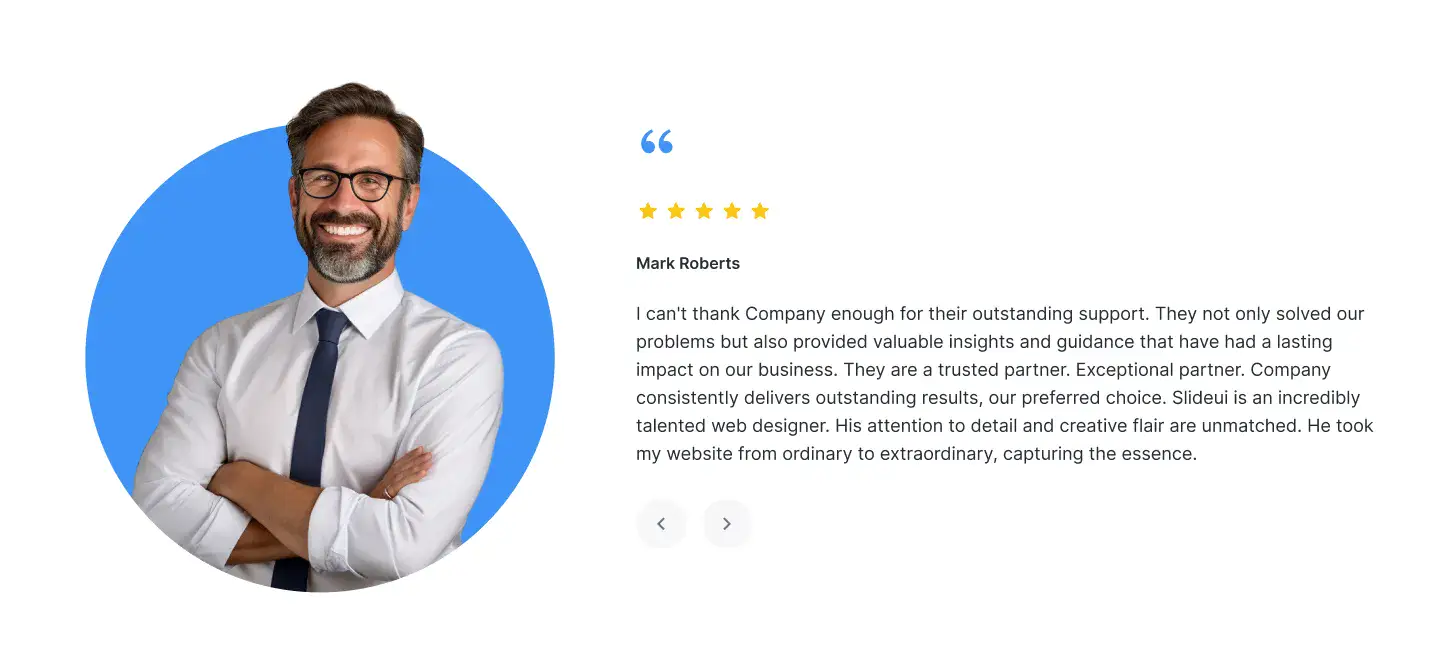 “
Mark Roberts
I can't thank Company enough for their outstanding support. They not only solved our
problems but also provided valuable insights and guidance that have had a lasting
impact on our business. They are a trusted partner. Exceptional partner. Company
consistently delivers outstanding results, our preferred choice. Slideui is an incredibly
talented web designer. His attention to detail and creative flair are unmatched. He took
my website from ordinary to extraordinary, capturing the essence.